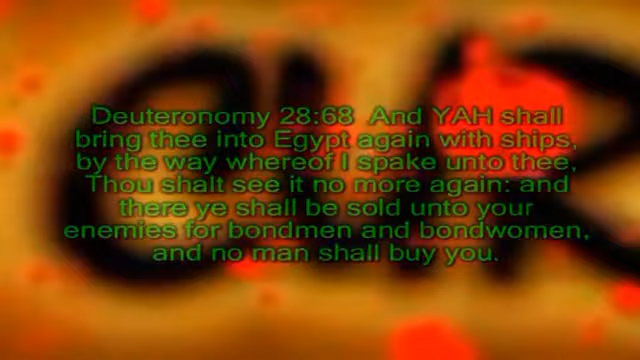 Deuteronomy 28:68 And YAH shall
bring thee into Egypt again with ships,
by the way whereof I spake unto thee,
Thou shalt see it no more again: and
there ye shall be sold unto your
enemies for bondmen and bondwomen,
and no man shall buy you.
OUR